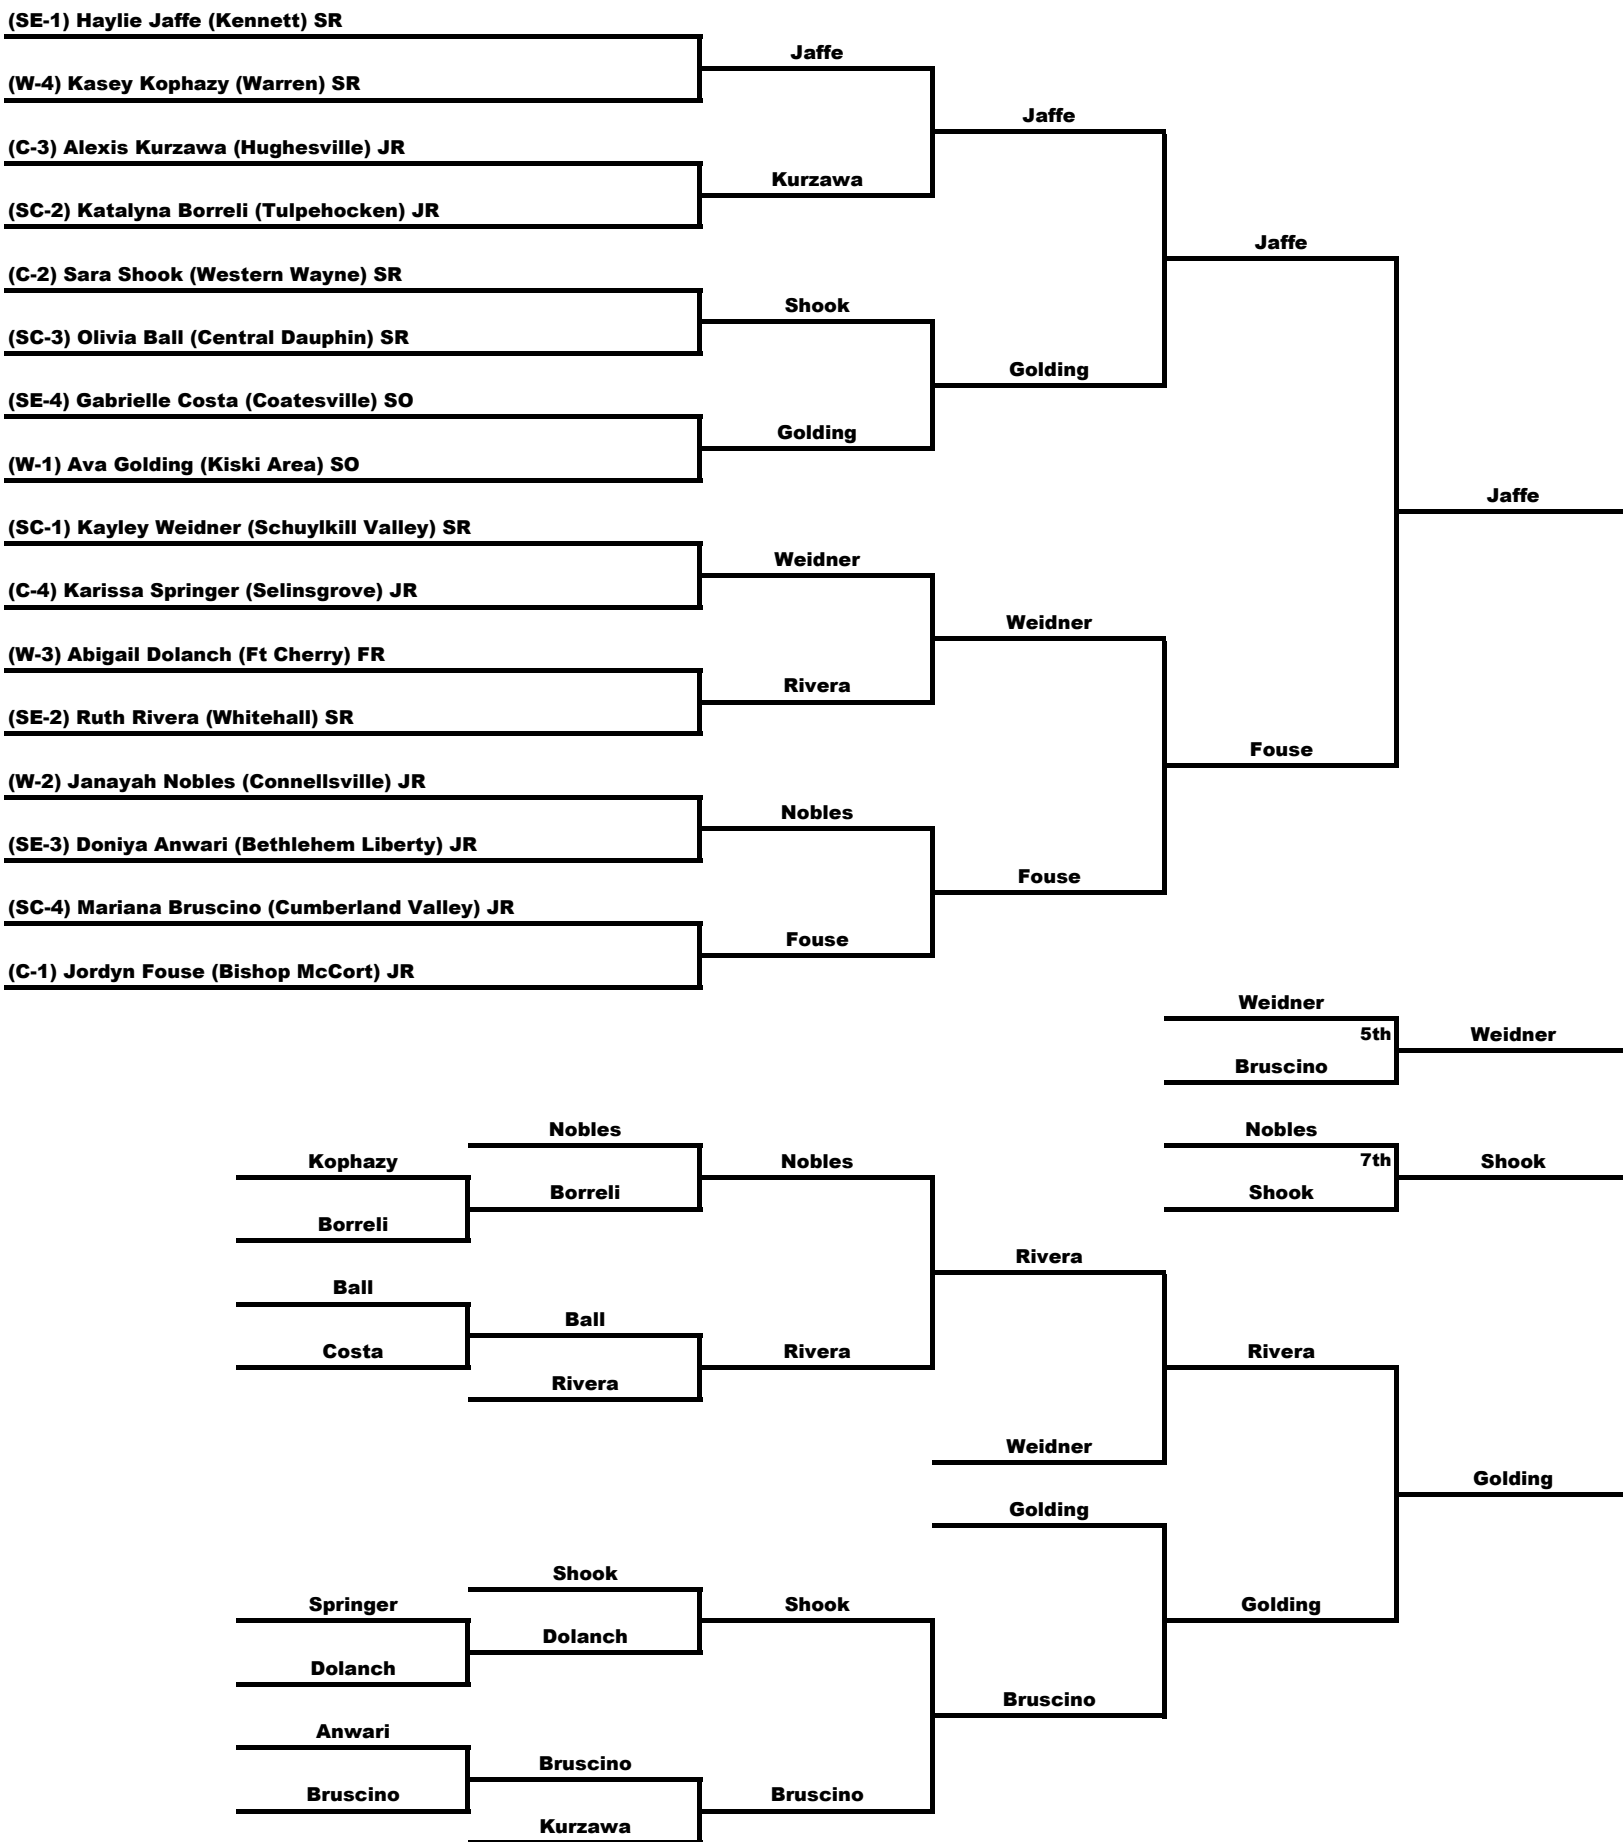 (SE-1) Haylie Jaffe (Kennett) SR
Jaffe
(W-4) Kasey Kophazy (Warren) SR
Jaffe
(C-3) Alexis Kurzawa (Hughesville) JR
Kurzawa
(SC-2) Katalyna Borreli (Tulpehocken) JR
Jaffe
(C-2) Sara Shook (Western Wayne) SR
Shook
(SC-3) Olivia Ball (Central Dauphin) SR
Golding
(SE-4) Gabrielle Costa (Coatesville) SO
Golding
(W-1) Ava Golding (Kiski Area) SO
Jaffe
(SC-1) Kayley Weidner (Schuylkill Valley) SR
Weidner
(C-4) Karissa Springer (Selinsgrove) JR
Weidner
(W-3) Abigail Dolanch (Ft Cherry) FR
Rivera
(SE-2) Ruth Rivera (Whitehall) SR
Fouse
(W-2) Janayah Nobles (Connellsville) JR
Nobles
(SE-3) Doniya Anwari (Bethlehem Liberty) JR
Fouse
(SC-4) Mariana Bruscino (Cumberland Valley) JR
Fouse
(C-1) Jordyn Fouse (Bishop McCort) JR
Weidner
5th
Weidner
Bruscino
Nobles
Nobles
Kophazy
Nobles
7th
Shook
Borreli
Shook
Borreli
Rivera
Ball
Ball
Costa
Rivera
Rivera
Rivera
Weidner
Golding
Golding
Shook
Springer
Shook
Golding
Dolanch
Dolanch
Bruscino
Anwari
Bruscino
Bruscino
Bruscino
Kurzawa